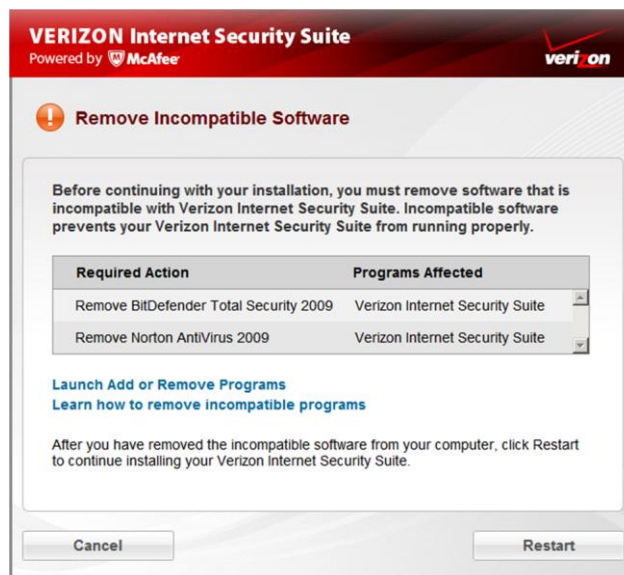 VERIZON Internet Security Suite
Powered by McAfee
verizon
Remove Incompatible Software
Before continuing with your installation, you must remove software that is
incompatible with Verizon Internet Security Suite. Incompatible software
prevents your Verizon Internet Security Suite from running properly.
Required Action Programs Affected
Remove BitDefender Total Security 2009 Verizon Internet Security Suite
Remove Norton AntiVirus 2009 Verizon Internet Security Suite
Launch Add or Remove Programs
Learn how to remove incompatible programs
After you have removed the incompatible software from your computer, click Restart
to continue installing your Verizon Internet Security Suite.
Cancel Restart